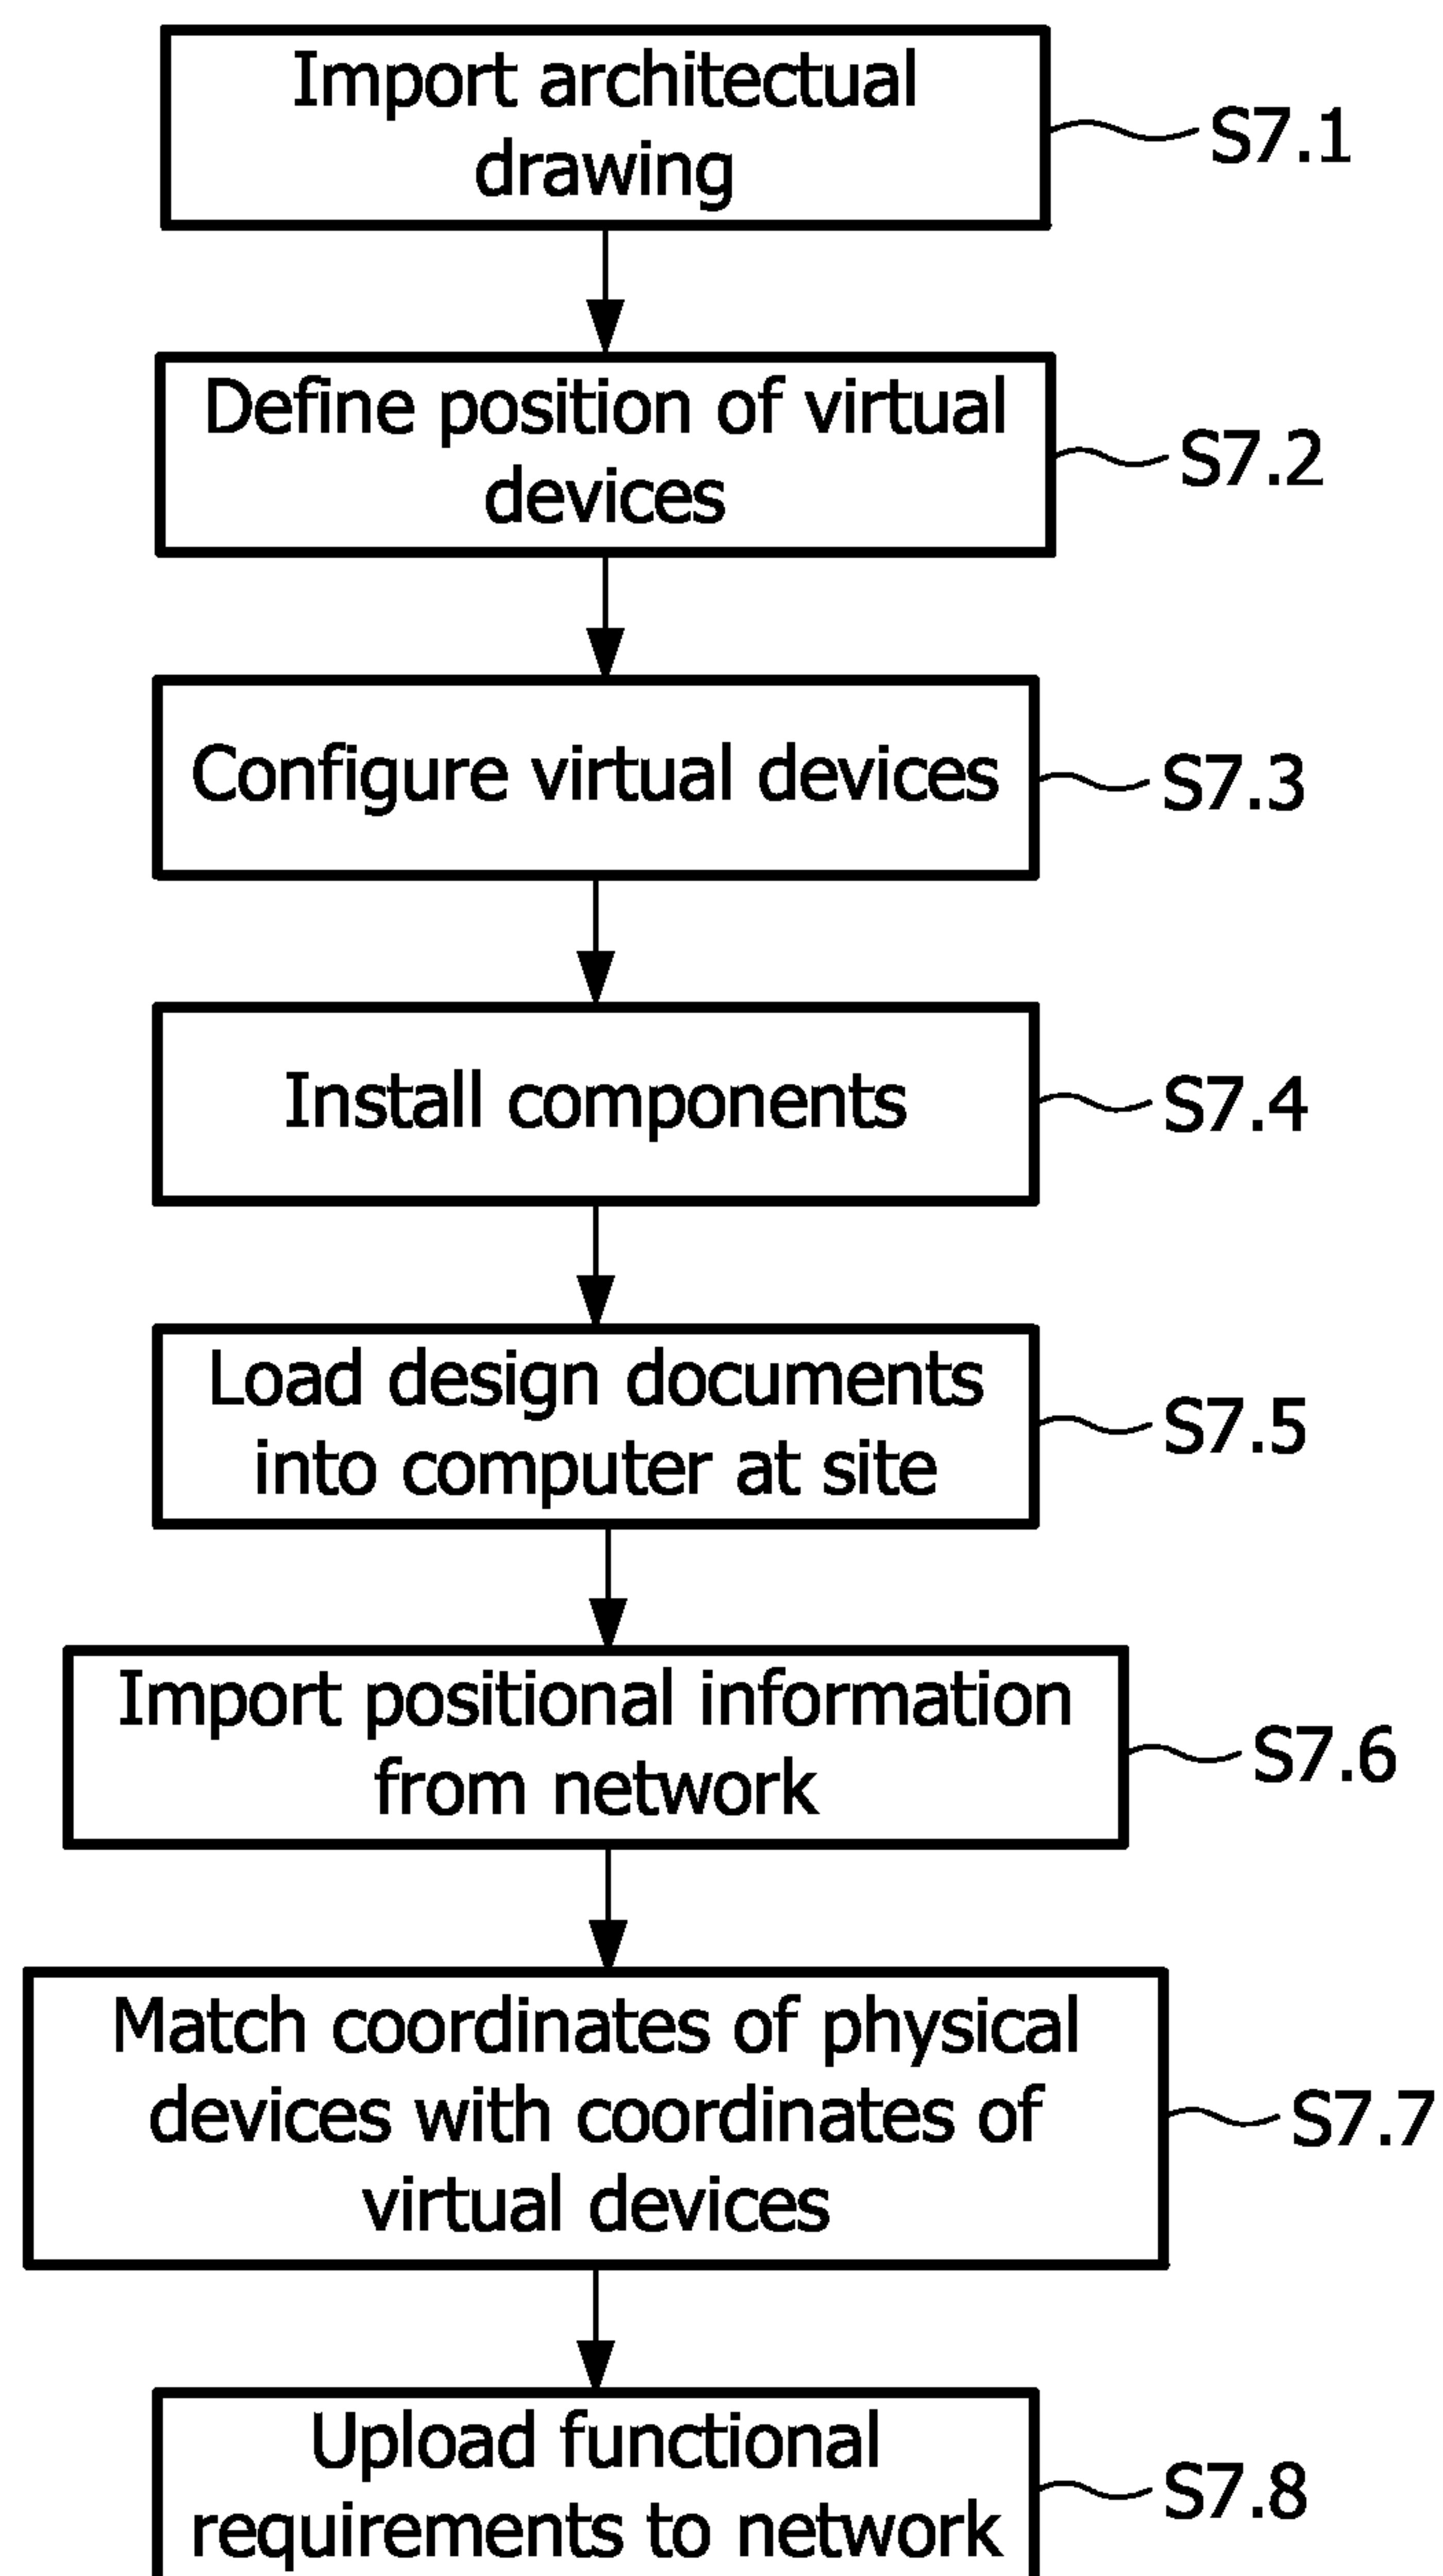 Import architectual
drawing
S7.1
Define position of virtual
devices
S7.2
Configure virtual devices
S7.3
Install components
S7.4
Load design documents
into computer at site
S7.5
Import positional information
from network
S7.6
Match coordinates of physical
devices with coordinates of
virtual devices
S7.7
Upload functional
requirements to network
S7.8